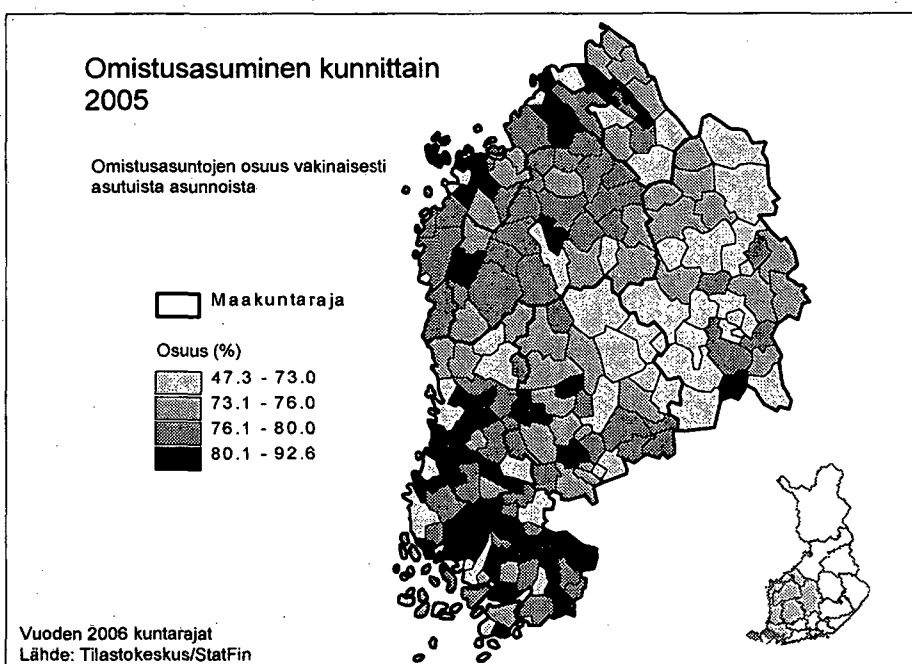 Omistusasuminen kunnittain
2005
Omistusasuntojen osuus vakinaisesti
asutuista asunnoista
Maakuntaraja
Osuus (%)
47.3 - 73.0
73.1 - 76.0
76.1 - 80.0
80.1 - 92.6
Vuoden 2006 kuntarajat
Lähde: Tilastokeskus/StatFin